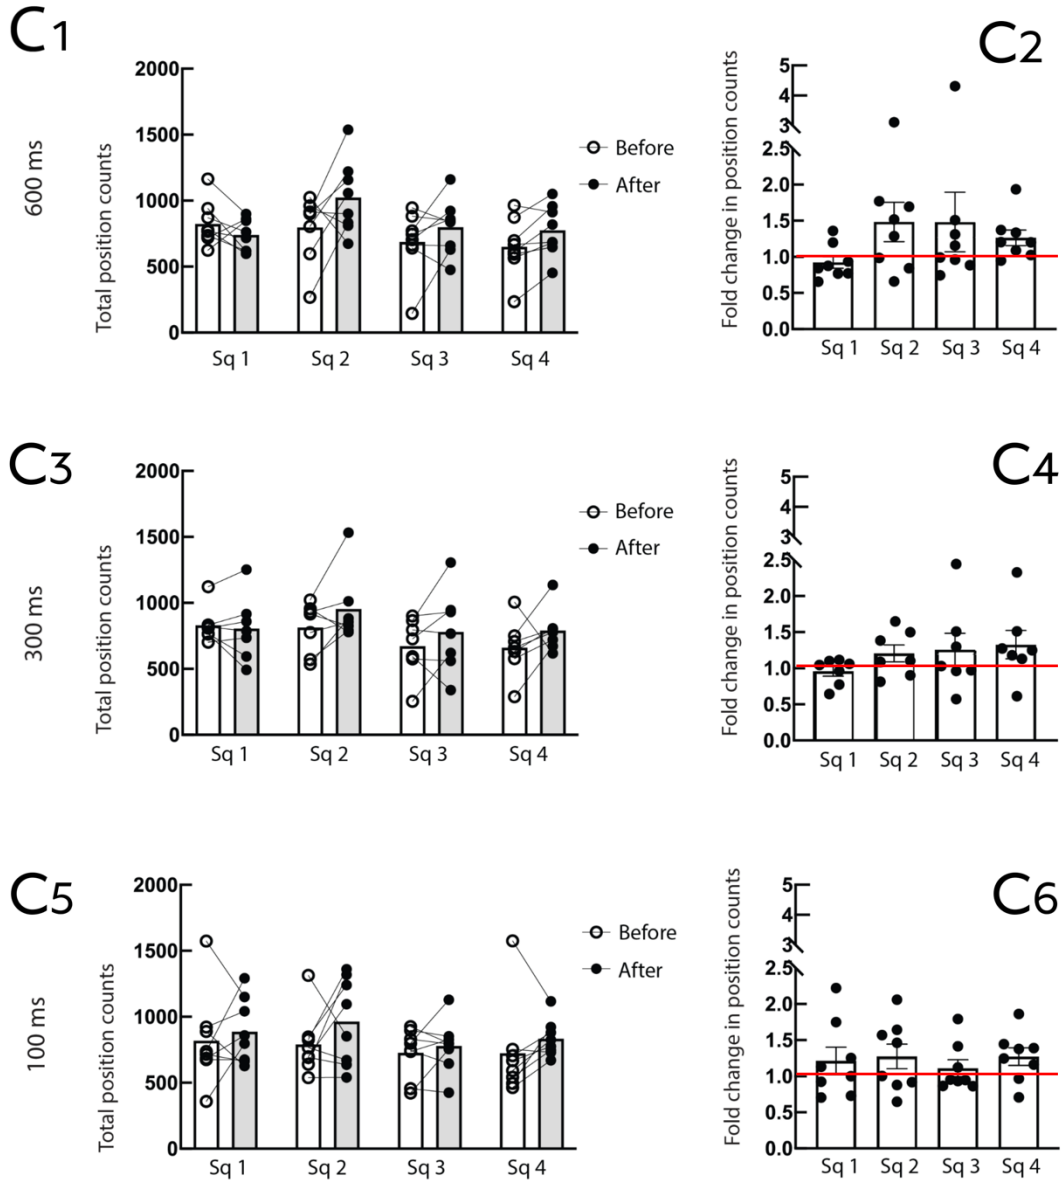 C1
600 ms
Total position counts
2000
1500
1000
500
0
Sq 1 Sq 2 Sq 3 Sq 4
Before
After
C2
Fold change in position counts
5
4
3
2.5
2.0
1.5
1.0
0.5
0.0
Sq 1 Sq 2 Sq 3 Sq 4
C3
300 ms
Total position counts
2000
1500
1000
500
0
Sq 1 Sq 2 Sq 3 Sq 4
Before
After
C4
Fold change in position counts
5
4
3
2.5
2.0
1.5
1.0
0.5
0.0
Sq 1 Sq 2 Sq 3 Sq 4
C5
100 ms
Total position counts
2000
1500
1000
500
0
Sq 1 Sq 2 Sq 3 Sq 4
Before
After
C6
Fold change in position counts
5
4
3
2.5
2.0
1.5
1.0
0.5
0.0
Sq 1 Sq 2 Sq 3 Sq 4